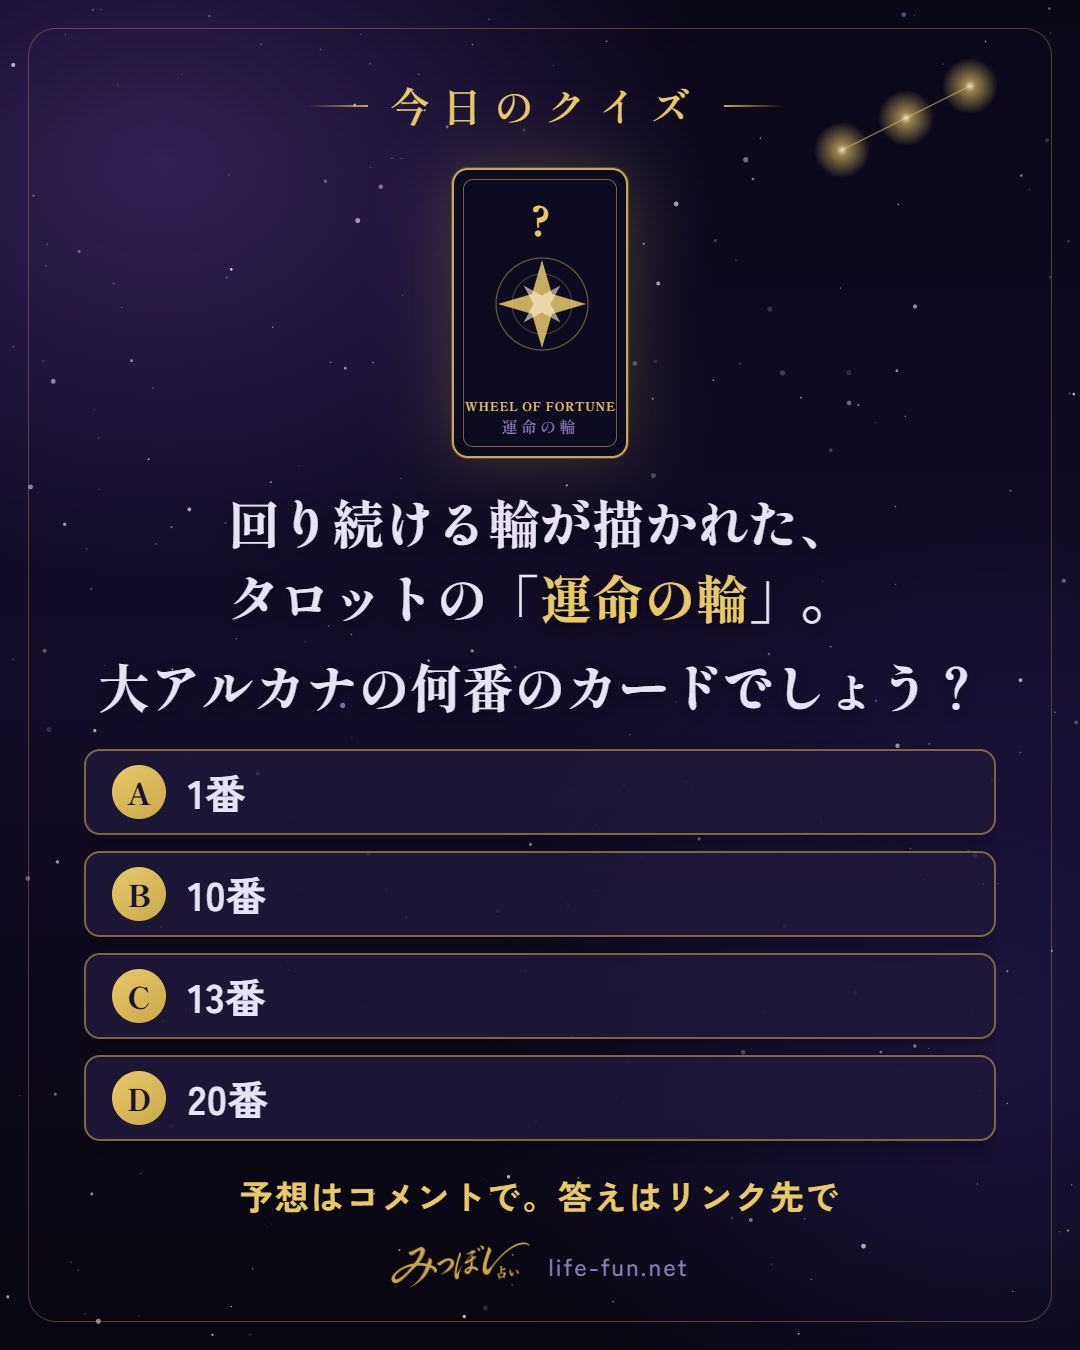 今日のクイズ
?
WHEEL OF FORTUNE
運命の輪
回り続ける輪が描かれた、
タロットの「運命の輪」。
大アルカナの何番のカードでしょう？
A 1番
B 10番
C 13番
D 20番
予想はコメントで。答えはリンク先で
みつぼし占い life-fun.net